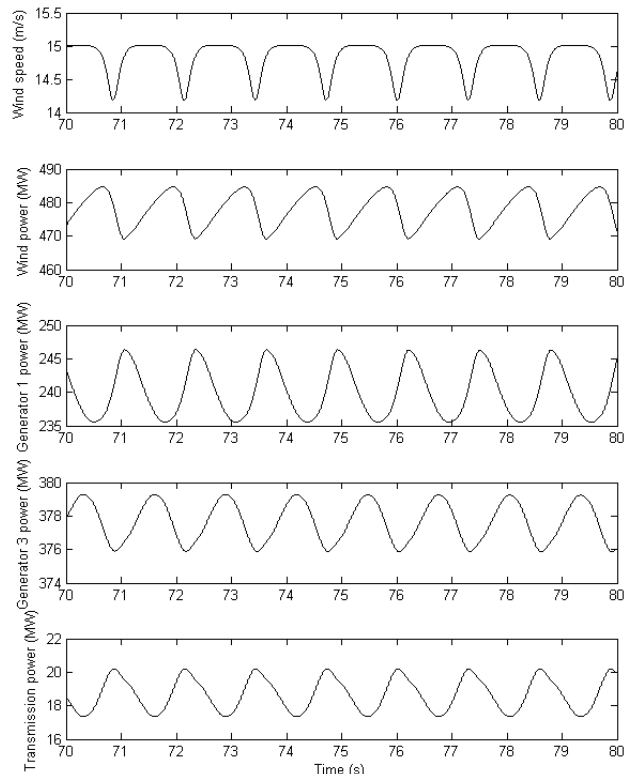 Wind speed (m/s)
15.5
15
14.5
14
70 71 72 73 74 75 76 77 78 79 80
Wind power (MW)
490
480
470
460
70 71 72 73 74 75 76 77 78 79 80
Generator 1 power (MW)
250
245
240
235
70 71 72 73 74 75 76 77 78 79 80
Generator 3 power (MW)
380
378
376
374
70 71 72 73 74 75 76 77 78 79 80
Transmission power (MW)
22
20
18
16
70 71 72 73 74 75 76 77 78 79 80
Time (s)